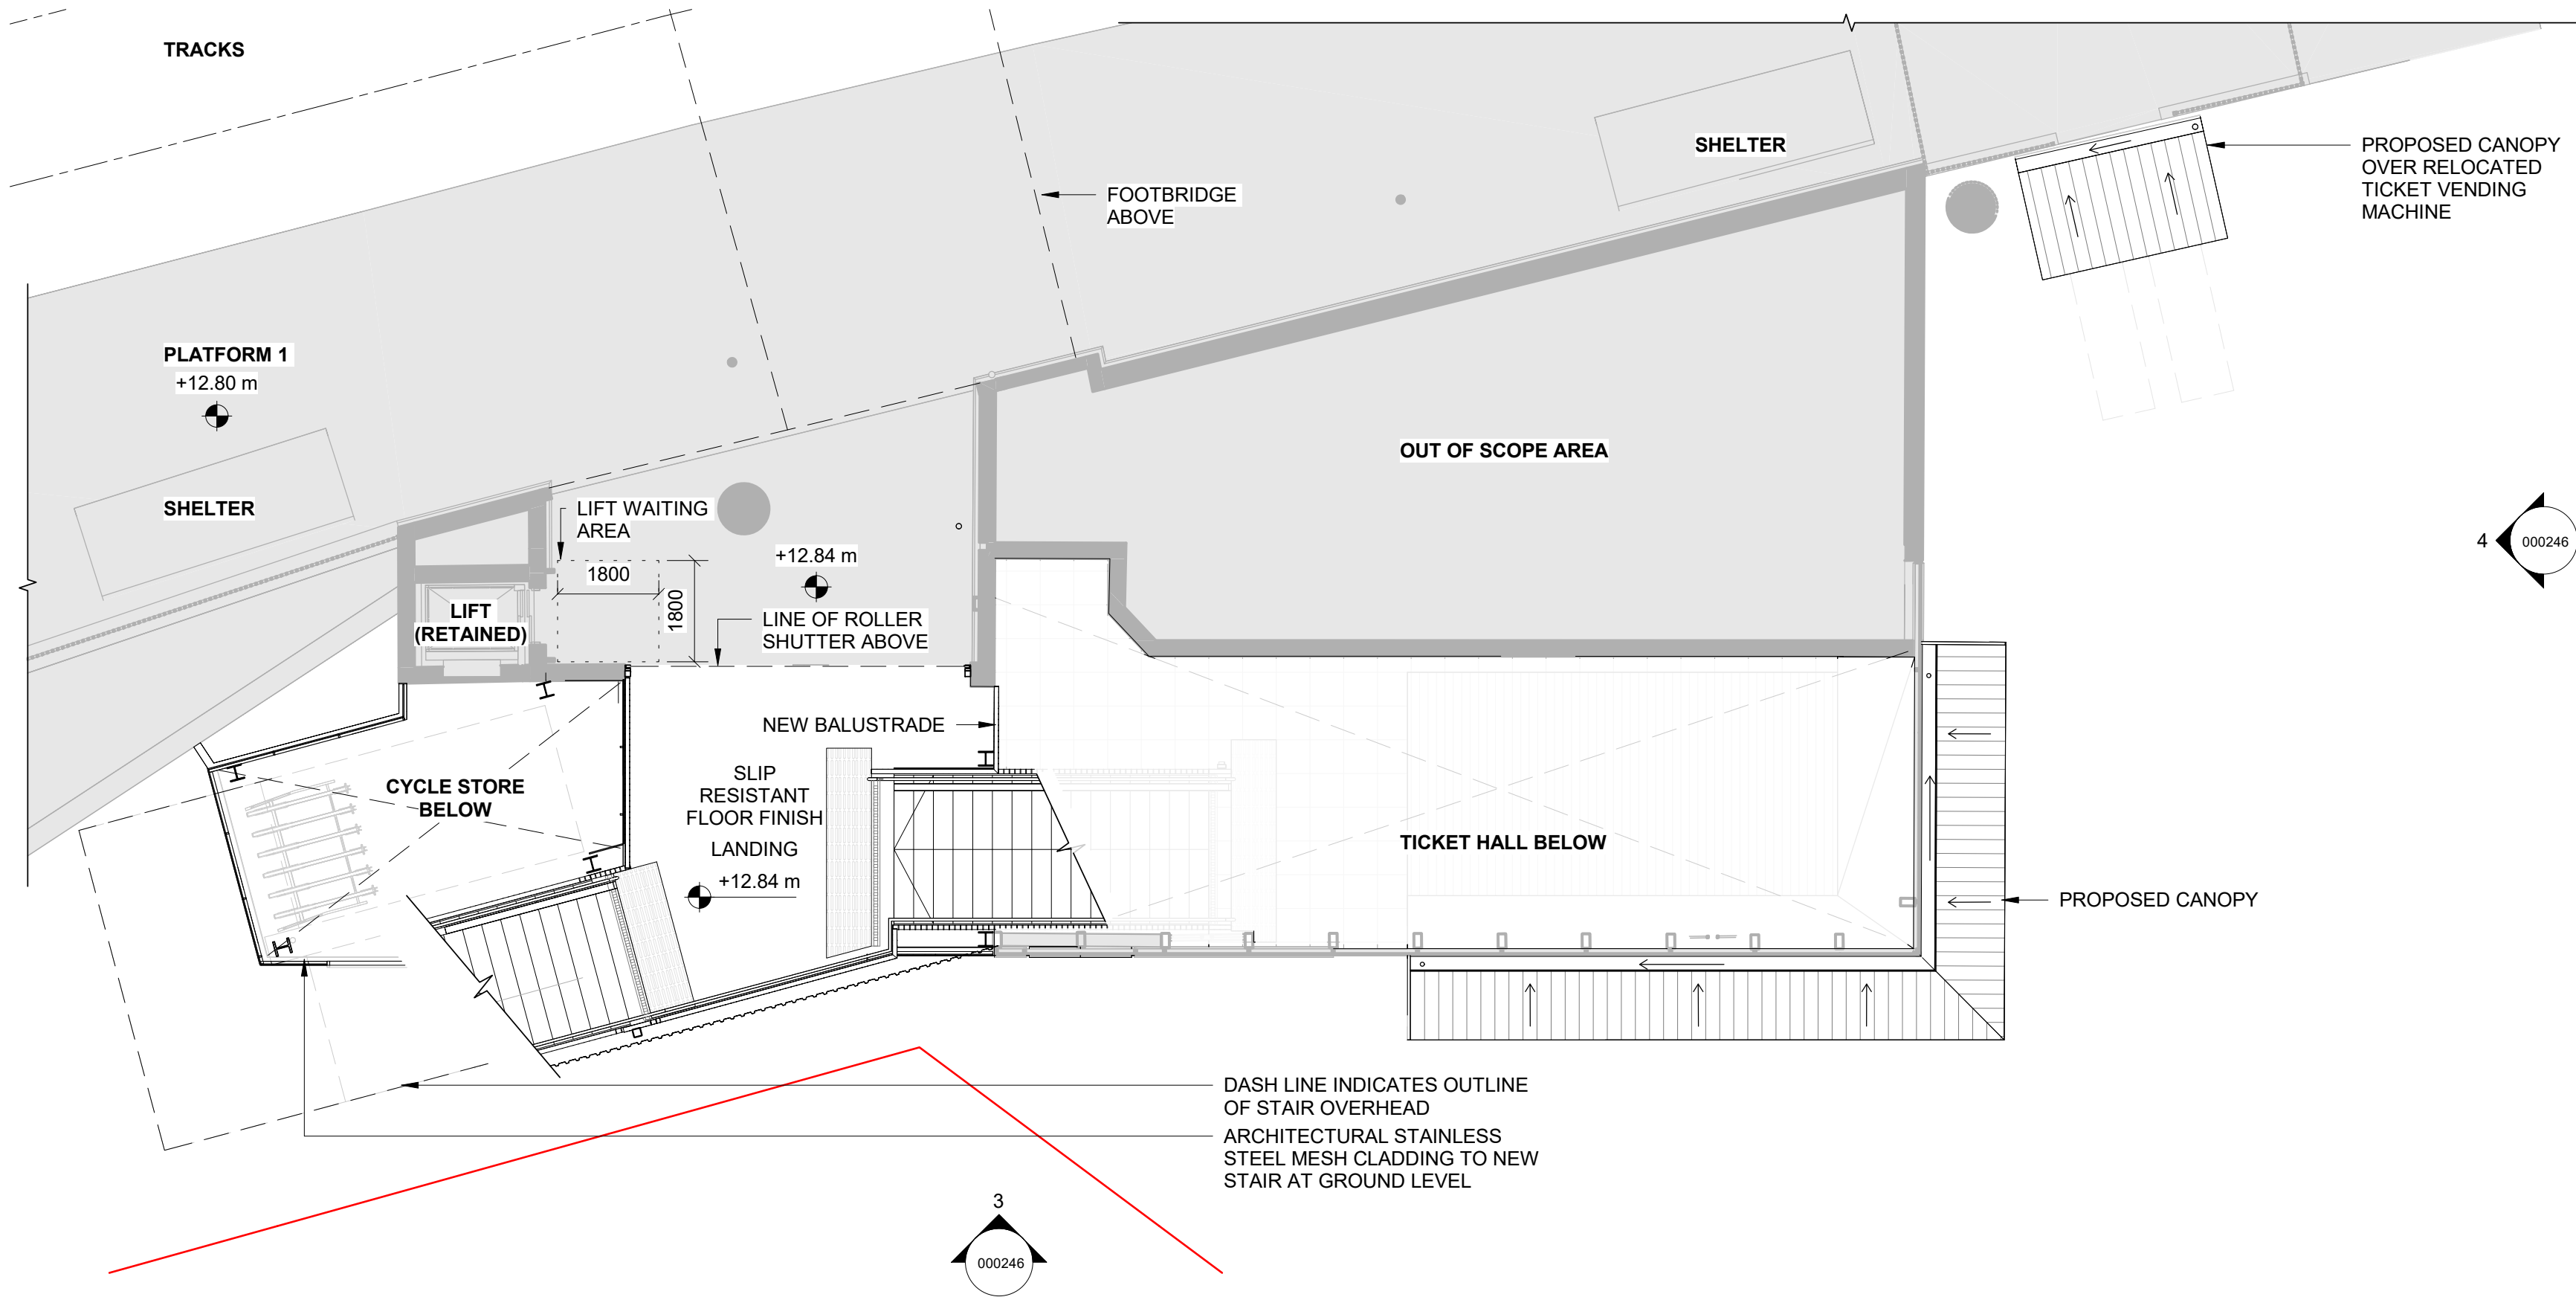 TRACKS
SHELTER
PROPOSED CANOPY
OVER RELOCATED
TICKET VENDING
MACHINE
FOOTBRIDGE
ABOVE
PLATFORM 1
+12.80 m
OUT OF SCOPE AREA
SHELTER
LIFT WAITING
AREA
+12.84 m
1800
1800
LIFT
(RETAINED)
LINE OF ROLLER
SHUTTER ABOVE
4
000246
NEW BALUSTRADE
CYCLE STORE
BELOW
SLIP
RESISTANT
FLOOR FINISH
LANDING
+12.84 m
TICKET HALL BELOW
PROPOSED CANOPY
DASH LINE INDICATES OUTLINE
OF STAIR OVERHEAD
ARCHITECTURAL STAINLESS
STEEL MESH CLADDING TO NEW
STAIR AT GROUND LEVEL
3
000246